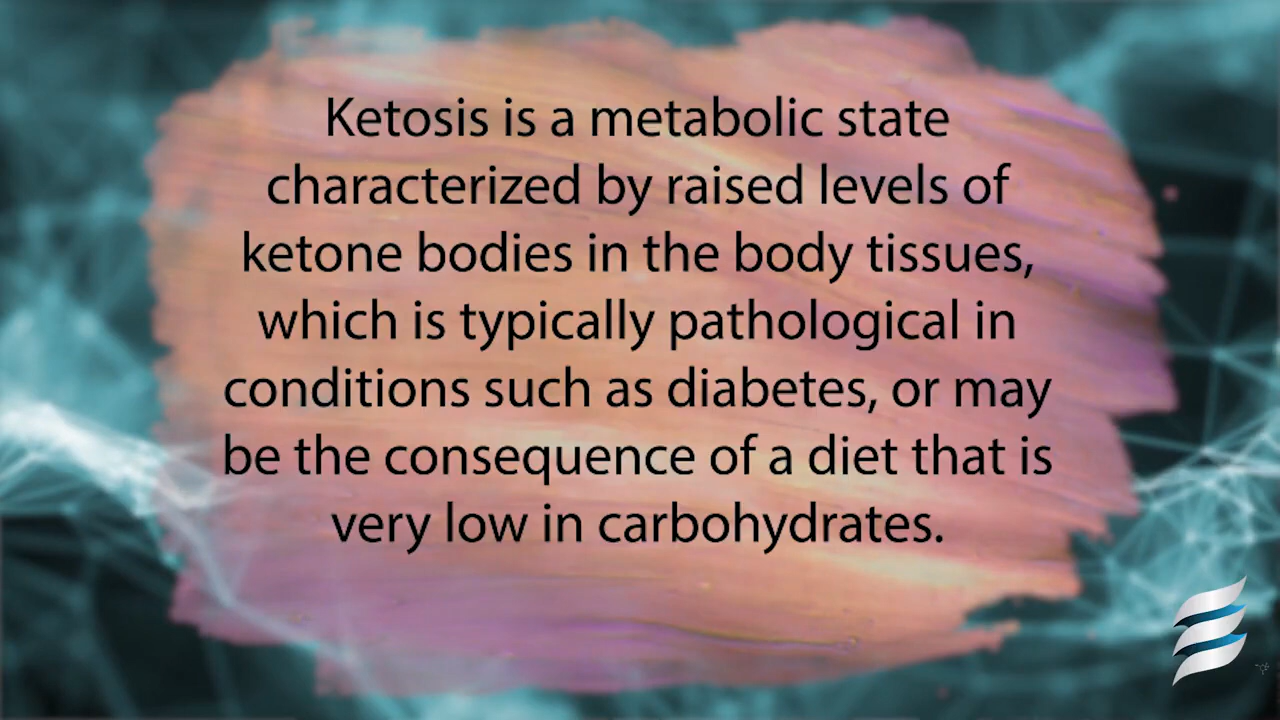 Ketosis is a metabolic state
characterized by raised levels of
ketone bodies in the body tissues,
which is typically pathological in
conditions such as diabetes, or may
be the consequence of a diet that is
very low in carbohydrates.